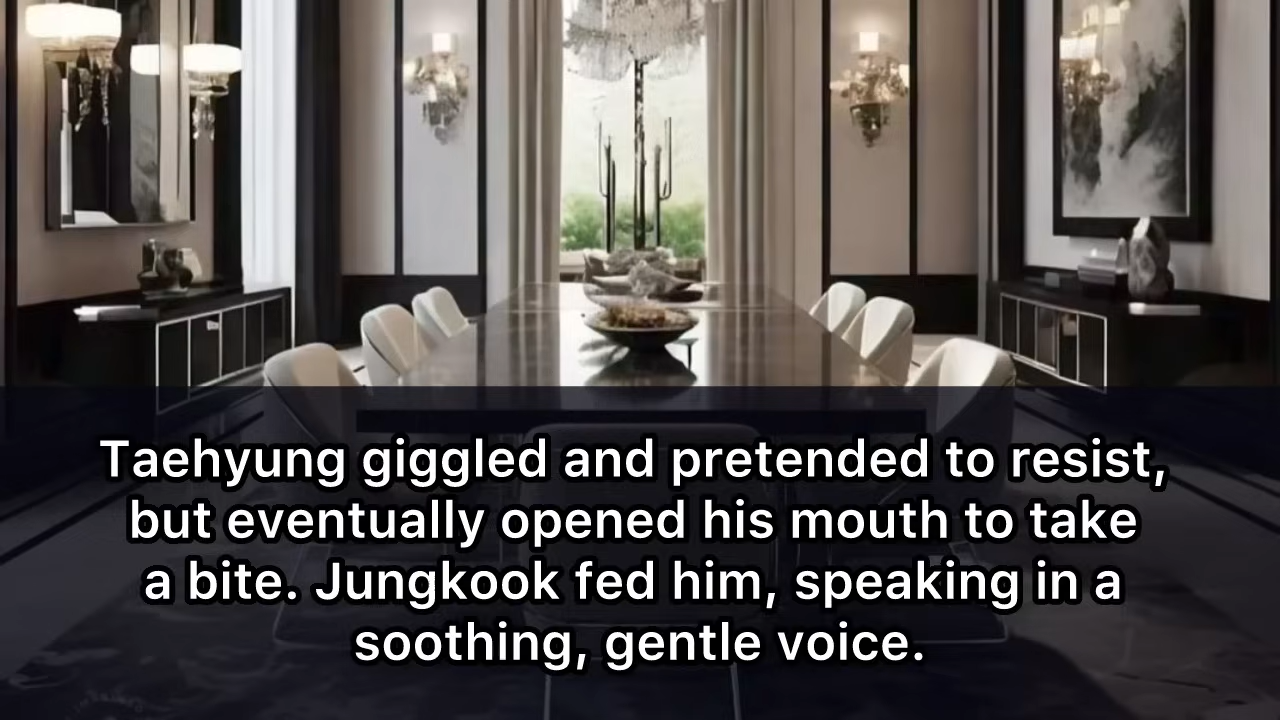 Taehyung giggled and pretended to resist,
but eventually opened his mouth to take
a bite. Jungkook fed him, speaking in a
soothing, gentle voice.